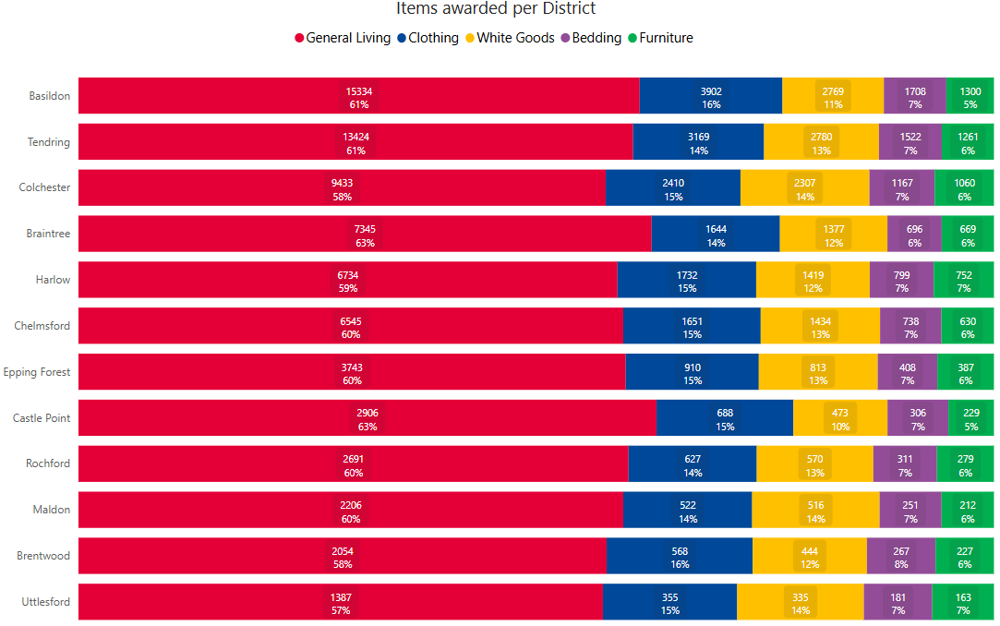 Items awarded per District
General Living Clothing White Goods Bedding Furniture
Basildon
15334 3902 2769 1708 1300
61% 16% 11% 7% 5%
Tendring
13424 3169 2780 1522 1261
61% 14% 13% 7% 6%
Colchester
9433 2410 2307 1167 1060
58% 15% 14% 7% 6%
Braintree
7345 1644 1377 696 669
63% 14% 12% 6% 6%
Harlow
6734 1732 1419 799 752
59% 15% 12% 7% 7%
Chelmsford
6545 1651 1434 738 630
60% 15% 13% 7% 6%
Epping Forest
3743 910 813 408 387
60% 15% 13% 7% 6%
Castle Point
2906 688 473 306 229
63% 15% 10% 7% 5%
Rochford
2691 627 570 311 279
60% 14% 13% 7% 6%
Maldon
2206 522 516 251 212
60% 14% 14% 7% 6%
Brentwood
2054 568 444 267 227
58% 16% 12% 8% 6%
Uttlesford
1387 355 335 181 163
57% 15% 14% 7% 7%